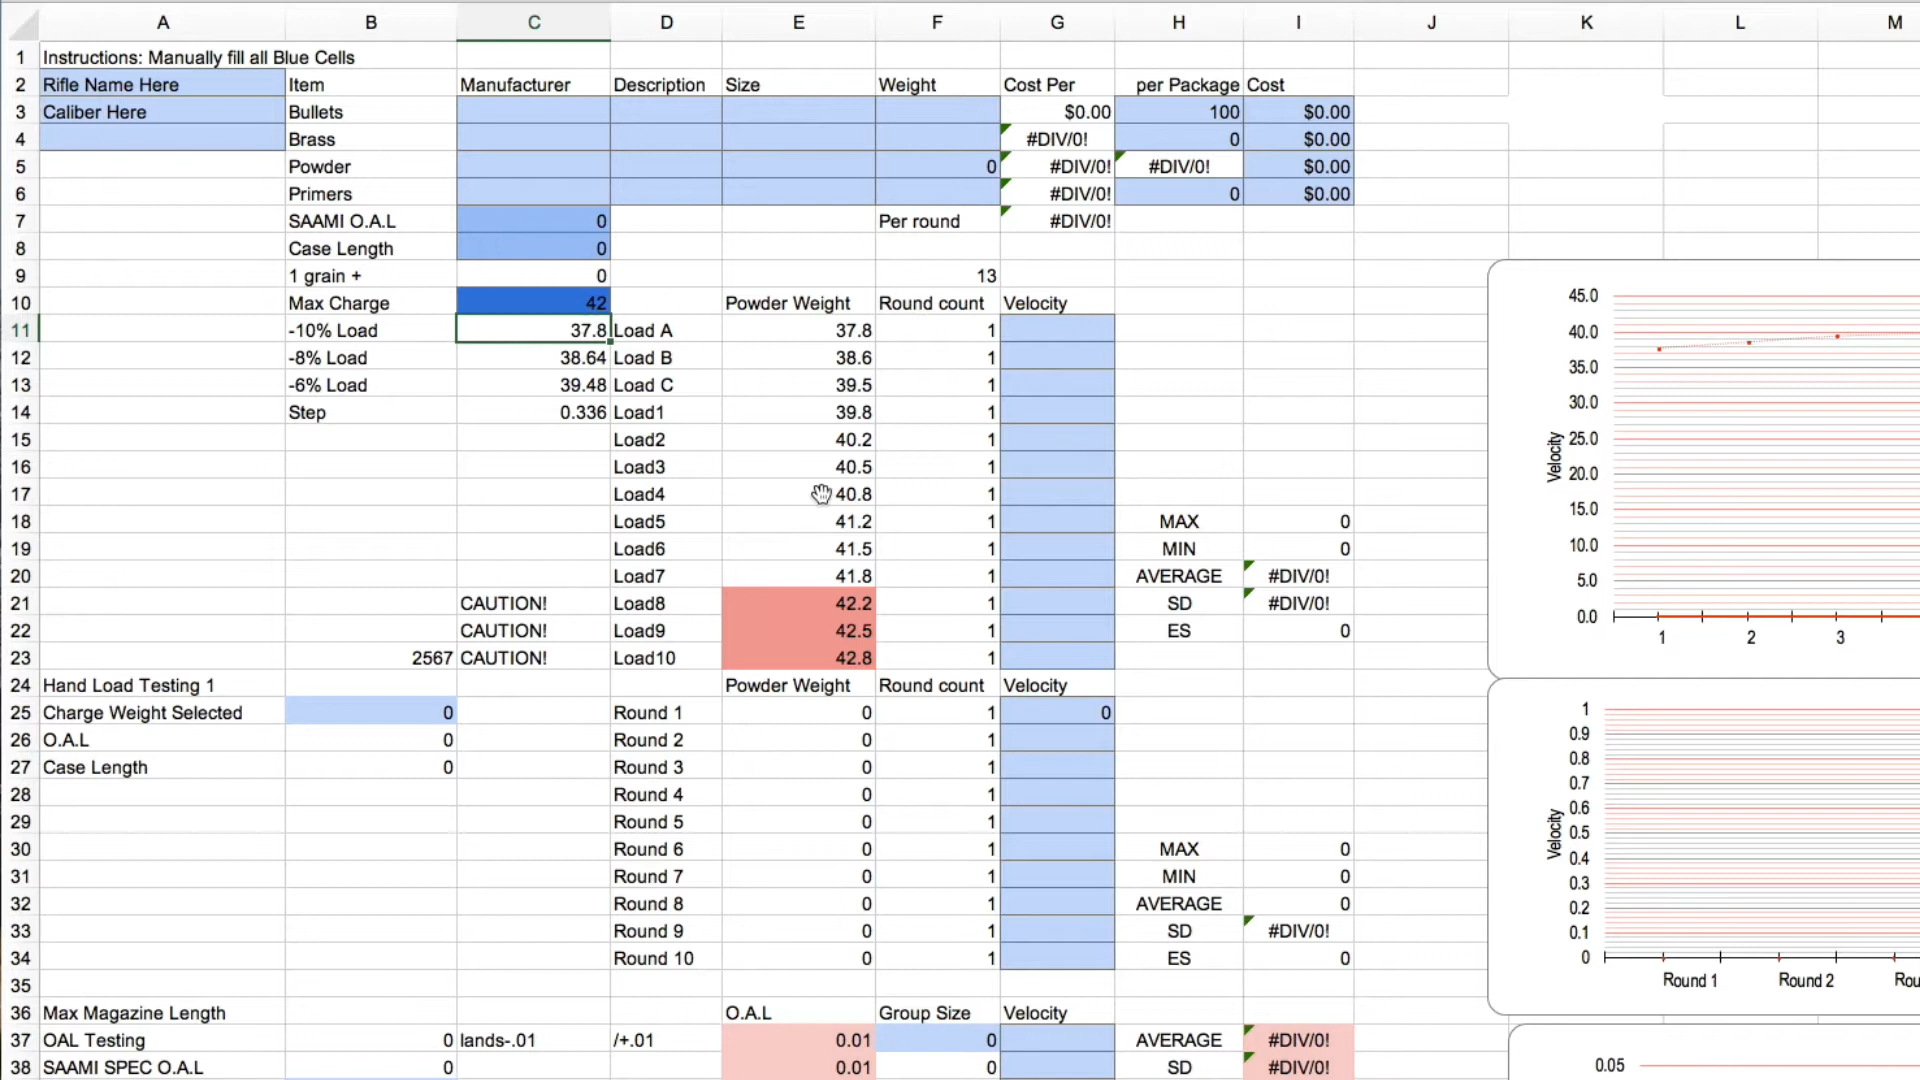 A B C D E F G H I J K L M
1 Instructions: Manually fill all Blue Cells
2 Rifle Name Here Item Manufacturer Description Size Weight Cost Per per Package Cost
3 Caliber Here Bullets $0.00 100 $0.00
4 Brass #DIV/0! 0 $0.00
5 Powder 0 #DIV/0! #DIV/0! $0.00
6 Primers #DIV/0! 0 $0.00
7 SAAMI O.A.L 0 Per round #DIV/0!
8 Case Length 0
9 1 grain + 0 13
10 Max Charge 42 Powder Weight Round count Velocity
11 -10% Load 37.8 Load A 37.8 1
12 -8% Load 38.64 Load B 38.6 1
13 -6% Load 39.48 Load C 39.5 1
14 Step 0.336 Load1 39.8 1
15 Load2 40.2 1
16 Load3 40.5 1
17 Load4 40.8 1
18 Load5 41.2 1 MAX 0
19 Load6 41.5 1 MIN 0
20 Load7 41.8 1 AVERAGE #DIV/0!
21 CAUTION! Load8 42.2 1 SD #DIV/0!
22 CAUTION! Load9 42.5 1 ES 0
23 2567 CAUTION! Load10 42.8 1
24 Hand Load Testing 1 Powder Weight Round count Velocity
25 Charge Weight Selected 0 Round 1 0 1 0
26 O.A.L 0 Round 2 0 1
27 Case Length 0 Round 3 0 1
28 Round 4 0 1
29 Round 5 0 1
30 Round 6 0 1 MAX 0
31 Round 7 0 1 MIN 0
32 Round 8 0 1 AVERAGE 0
33 Round 9 0 1 SD #DIV/0!
34 Round 10 0 1 ES 0
35
36 Max Magazine Length O.A.L Group Size Velocity
37 OAL Testing 0 lands-.01 /+.01 0.01 0 AVERAGE #DIV/0!
38 SAAMI SPEC O.A.L 0 0.01 0 SD #DIV/0!
45.0
40.0
35.0
30.0
25.0
20.0
15.0
10.0
5.0
0.0
Velocity
1 2 3
1
0.9
0.8
0.7
0.6
0.5
0.4
0.3
0.2
0.1
0
Velocity
Round 1 Round 2 Rou
0.05